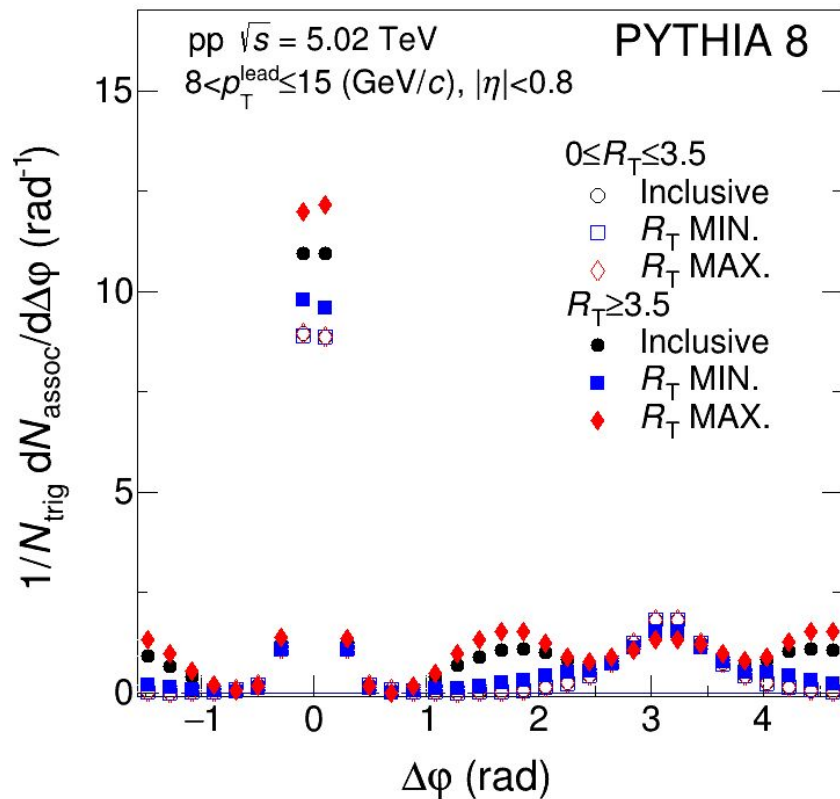 pp √s = 5.02 TeV
PYTHIA 8
8<p_T^lead≤15 (GeV/c), |η|<0.8
0≤R_T≤3.5
Inclusive
R_T MIN.
R_T MAX.
R_T≥3.5
Inclusive
R_T MIN.
R_T MAX.
1/N_trig dN_assoc/dΔφ (rad⁻¹)
15
10
5
0
−1 0 1 2 3 4
Δφ (rad)